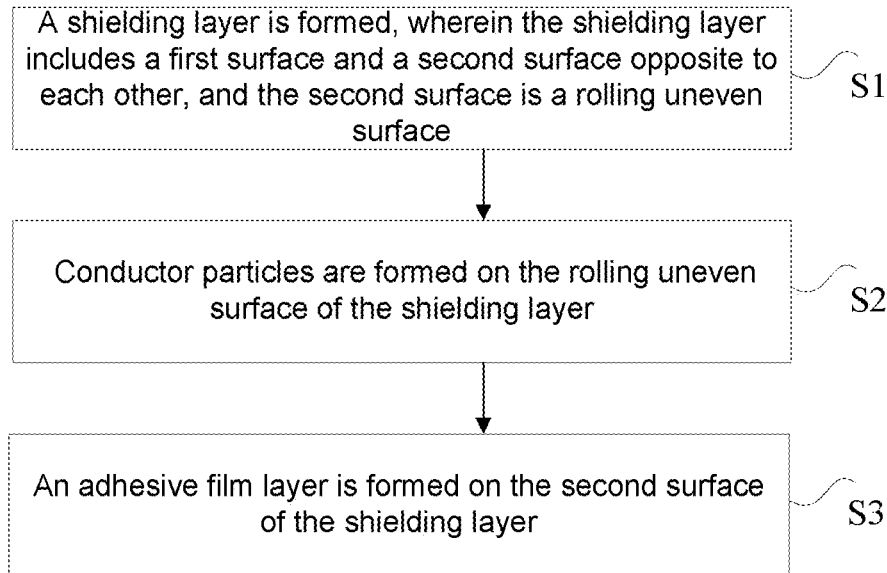 A shielding layer is formed, wherein the shielding layer
includes a first surface and a second surface opposite to
each other, and the second surface is a rolling uneven
surface
S1
Conductor particles are formed on the rolling uneven
surface of the shielding layer
S2
An adhesive film layer is formed on the second surface
of the shielding layer
S3